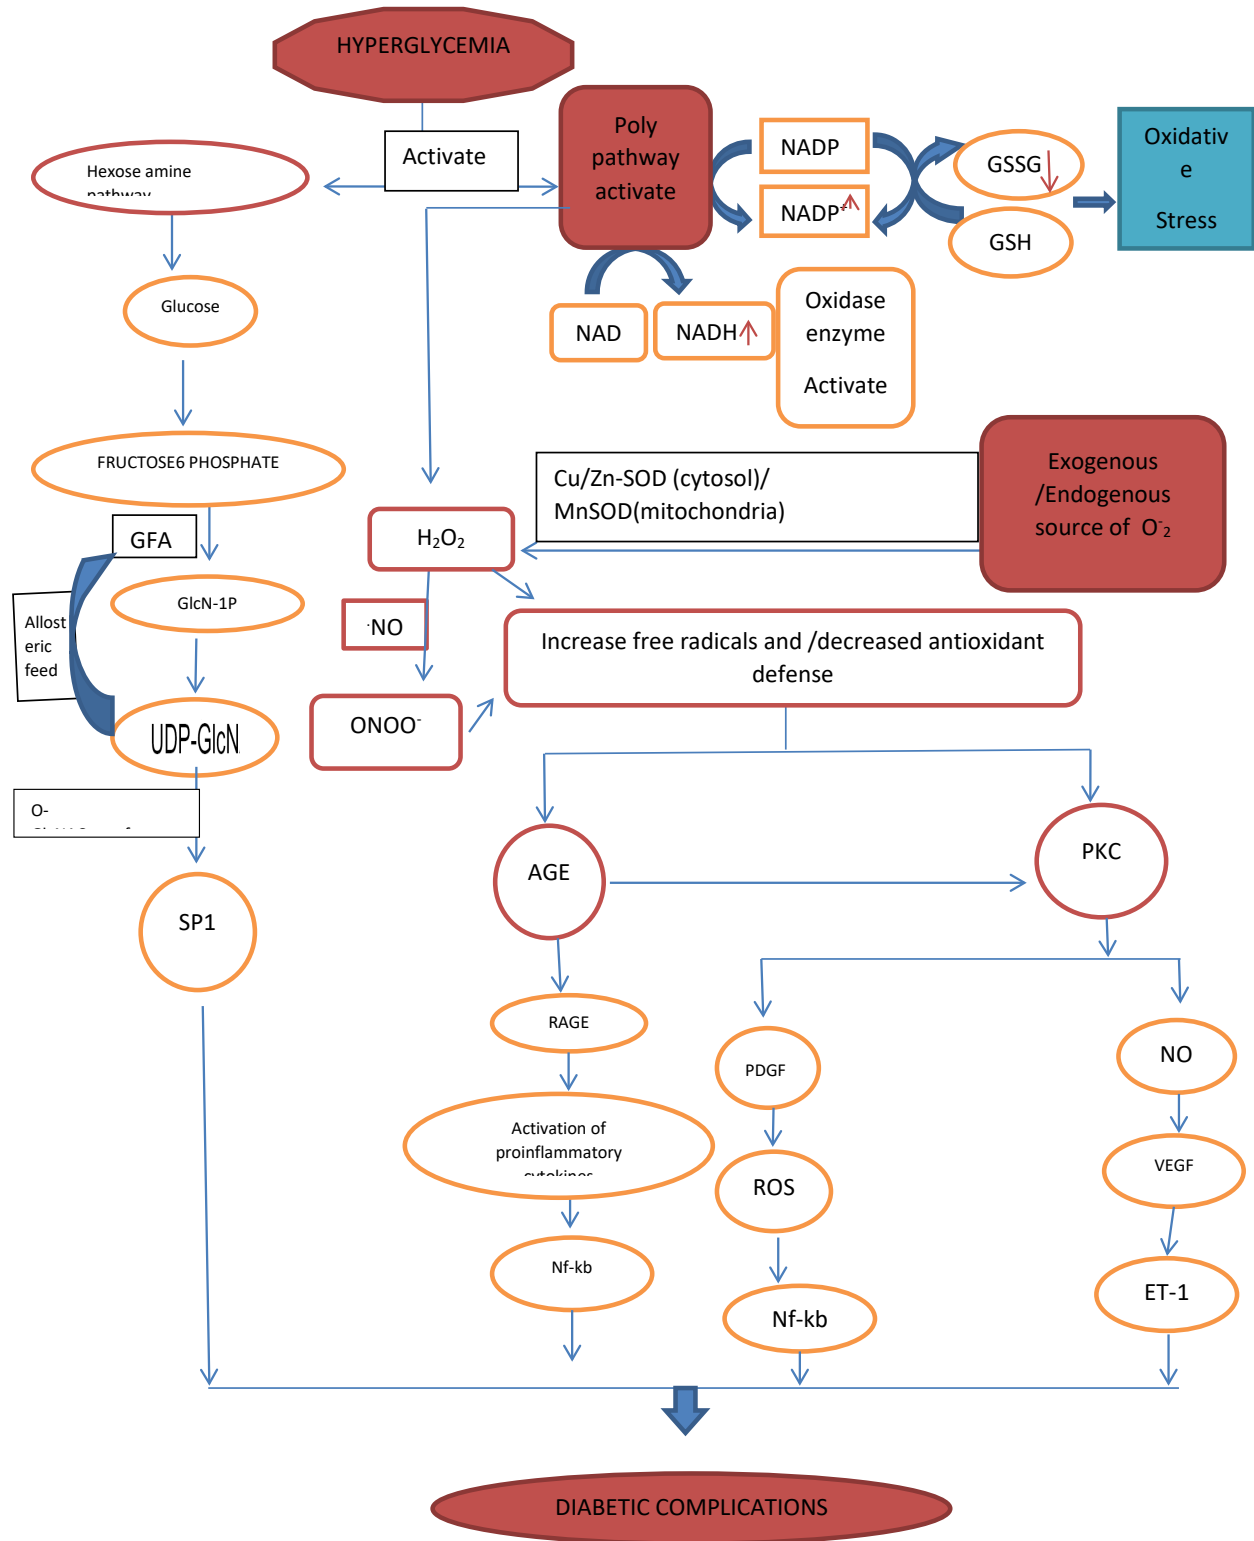 HYPERGLYCEMIA
Activate
Hexose amine
pathway
Poly
pathway
activate
NADP
NADP⁺
GSSG
GSH
Oxidativ
e
Stress
Glucose
NAD
NADH
Oxidase
enzyme
Activate
FRUCTOSE6 PHOSPHATE
Cu/Zn-SOD (cytosol)/
MnSOD(mitochondria)
Exogenous
/Endogenous
source of O⁻₂
GFA
H₂O₂
GlcN-1P
Allost
eric
feed
·NO
Increase free radicals and /decreased antioxidant
defense
ONOO⁻
UDP-GlcN
O-
AGE
PKC
SP1
RAGE
PDGF
NO
Activation of
proinflammatory
cytokines
ROS
VEGF
Nf-kb
Nf-kb
ET-1
DIABETIC COMPLICATIONS